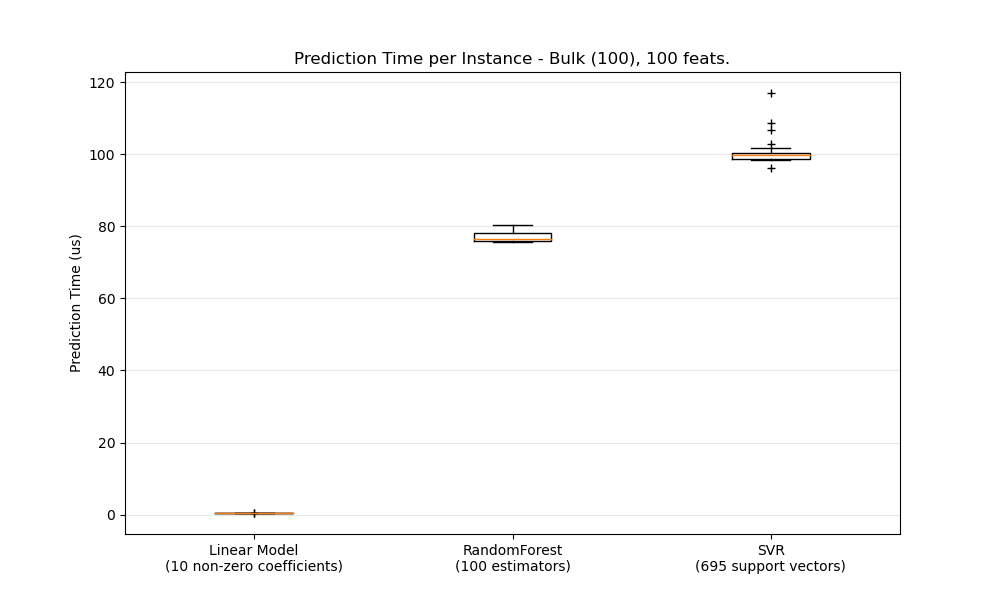 Prediction Time per Instance - Bulk (100), 100 feats.
120
100
80
60
40
20
0
Prediction Time (us)
Linear Model
(10 non-zero coefficients)
RandomForest
(100 estimators)
SVR
(695 support vectors)